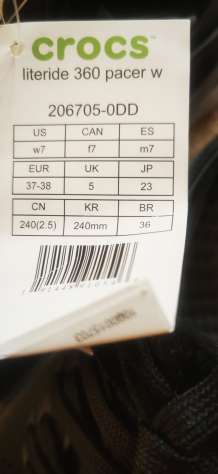 crocs™
literide 360 pacer w
206705-0DD
US CAN ES
w7 f7 m7
EUR UK JP
37-38 5 23
CN KR BR
240(2.5) 240mm 36